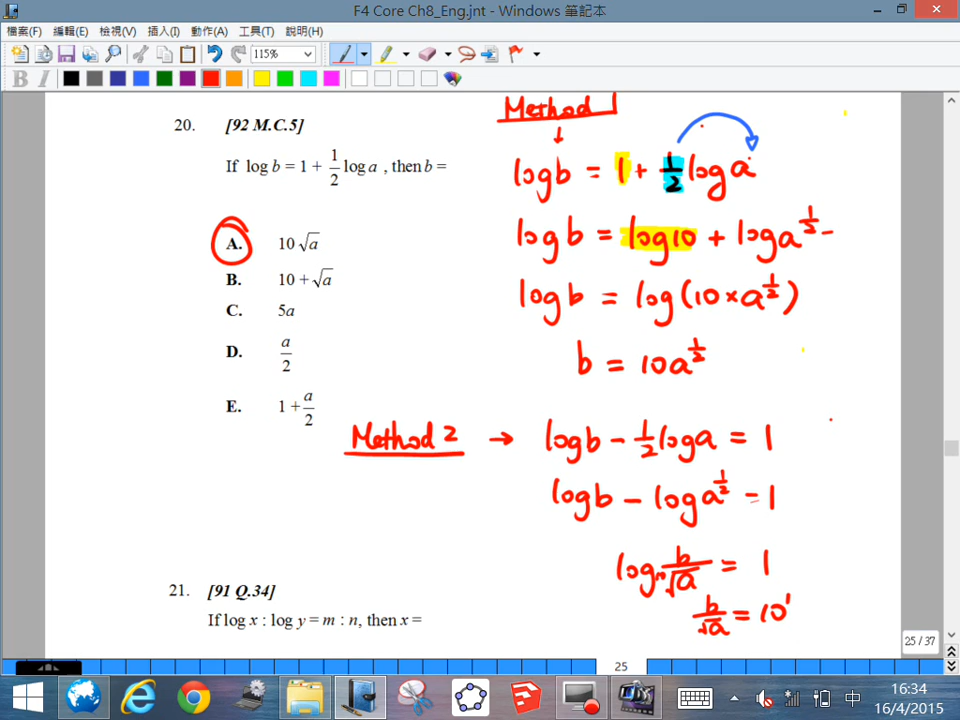 F4 Core Ch8_Eng.jnt - Windows 筆記本
檔案(F) 編輯(E) 檢視(V) 插入(I) 動作(A) 工具(T) 說明(H)
115%
B I
20. [92 M.C.5]
If log b = 1 + 1/2 log a , then b =
A. 10 √a
B. 10 + √a
C. 5a
D. a/2
E. 1 + a/2
Method 1
log b = 1 + 1/2 log a
log b = log 10 + log a^(1/2)
log b = log (10 × a^(1/2))
b = 10a^(1/2)
Method 2 → log b - 1/2 log a = 1
log b - log a^(1/2) = 1
log₁₀ b/√a = 1
b/√a = 10¹
21. [91 Q.34]
If log x : log y = m : n, then x =
25 / 37
25
中
16:34
16/4/2015